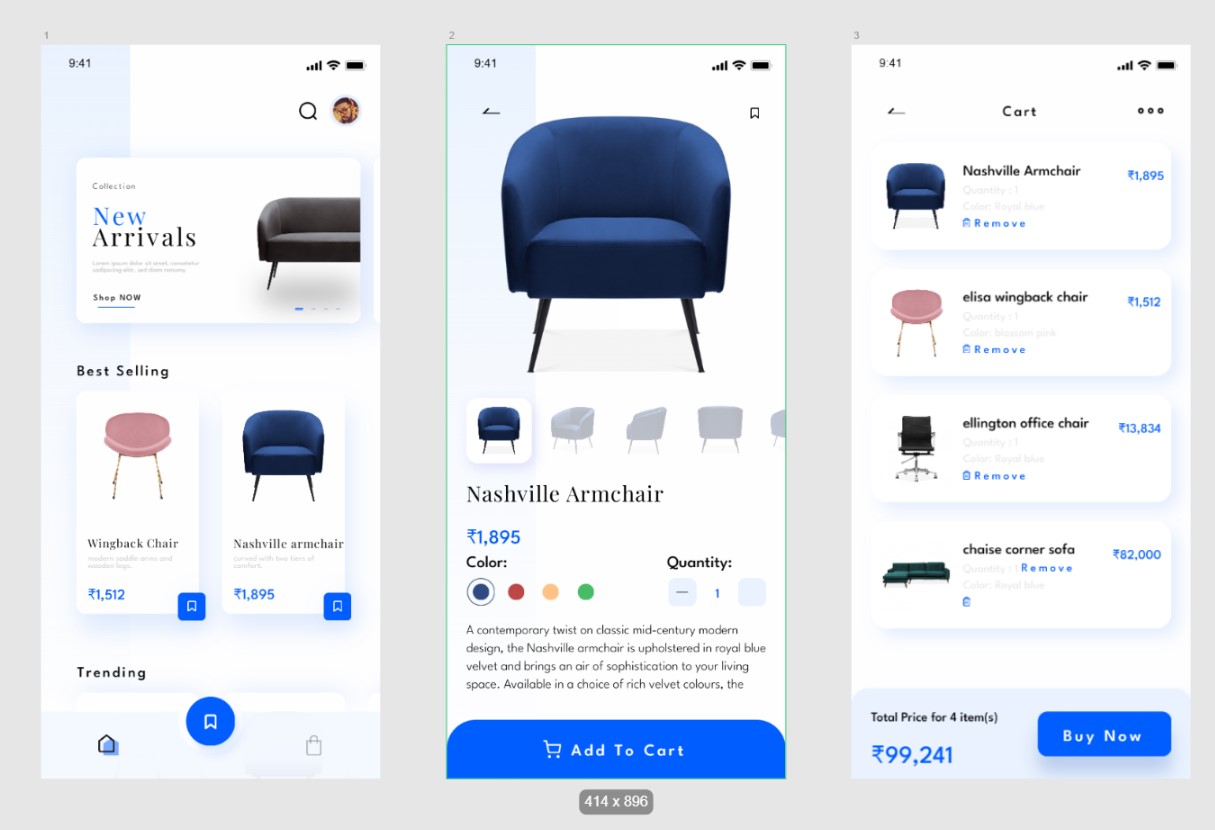 1
9:41
Collection
New
Arrivals
Lorem ipsum dolor sit amet, consetetur
sadipscing elitr, sed diam nonumy
Shop NOW
Best Selling
Wingback Chair
modern saddle arms and
wooden legs.
₹1,512
Nashville armchair
curved with two tiers of
comfort.
₹1,895
Trending
2
9:41
Nashville Armchair
₹1,895
Color:
Quantity:
1
A contemporary twist on classic mid-century modern
design, the Nashville armchair is upholstered in royal blue
velvet and brings an air of sophistication to your living
space. Available in a choice of rich velvet colours, the
Add To Cart
414 x 896
3
9:41
Cart
Nashville Armchair
₹1,895
Quantity : 1
Color: Royal blue
Remove
elisa wingback chair
₹1,512
Quantity : 1
Color: blossom pink
Remove
ellington office chair
₹13,834
Quantity : 1
Color: Royal blue
Remove
chaise corner sofa
₹82,000
Quantity : 1 Remove
Color: Royal blue
Total Price for 4 item(s)
₹99,241
Buy Now